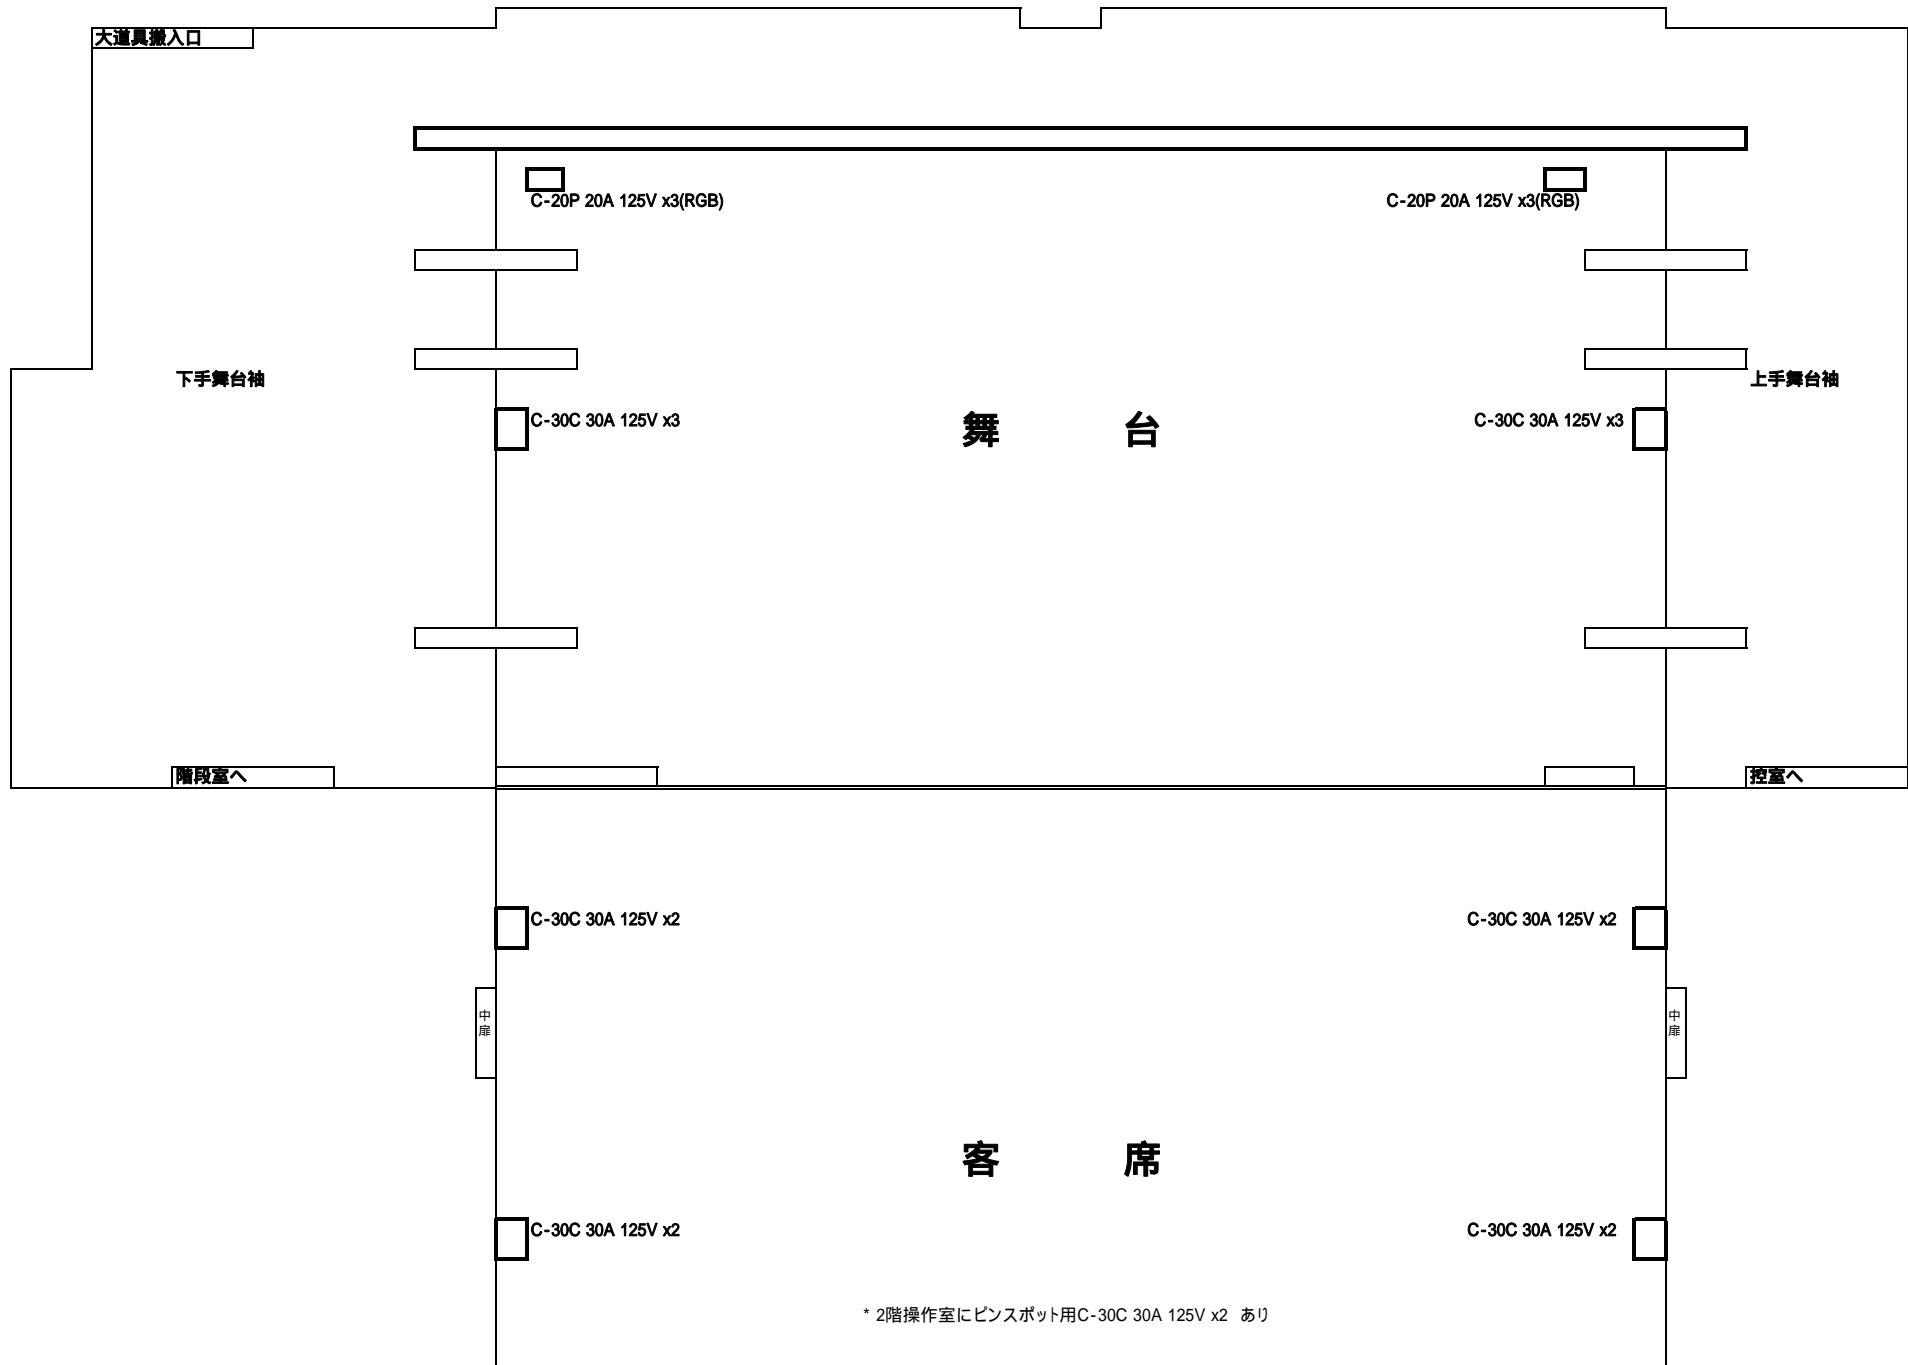 大道具搬入口
C-20P 20A 125V x3(RGB)
C-20P 20A 125V x3(RGB)
下手舞台袖
上手舞台袖
C-30C 30A 125V x3
舞 台
C-30C 30A 125V x3
階段室へ
控室へ
C-30C 30A 125V x2
C-30C 30A 125V x2
中扉
中扉
客 席
C-30C 30A 125V x2
C-30C 30A 125V x2
* 2階操作室にピンスポット用C-30C 30A 125V x2 あり